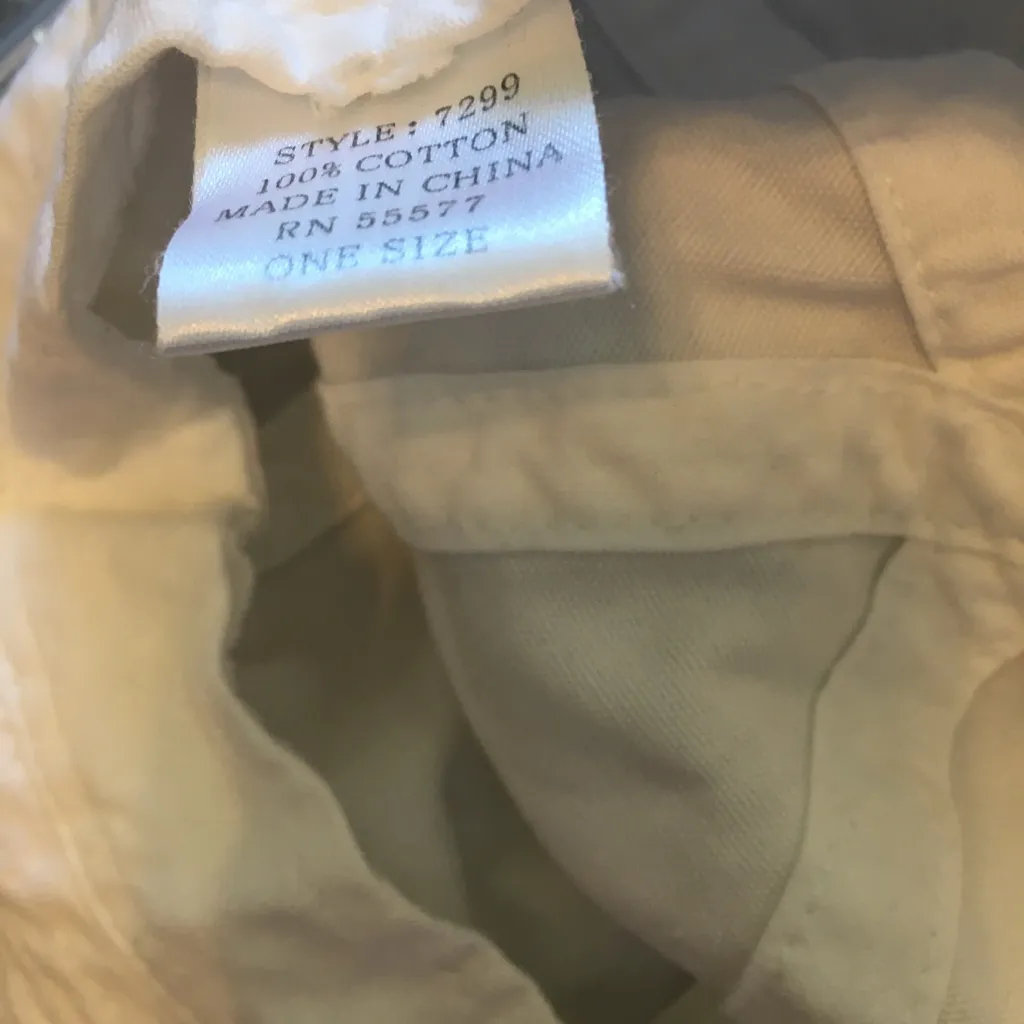 STYLE: 7299
100% COTTON
MADE IN CHINA
RN 55577
ONE SIZE